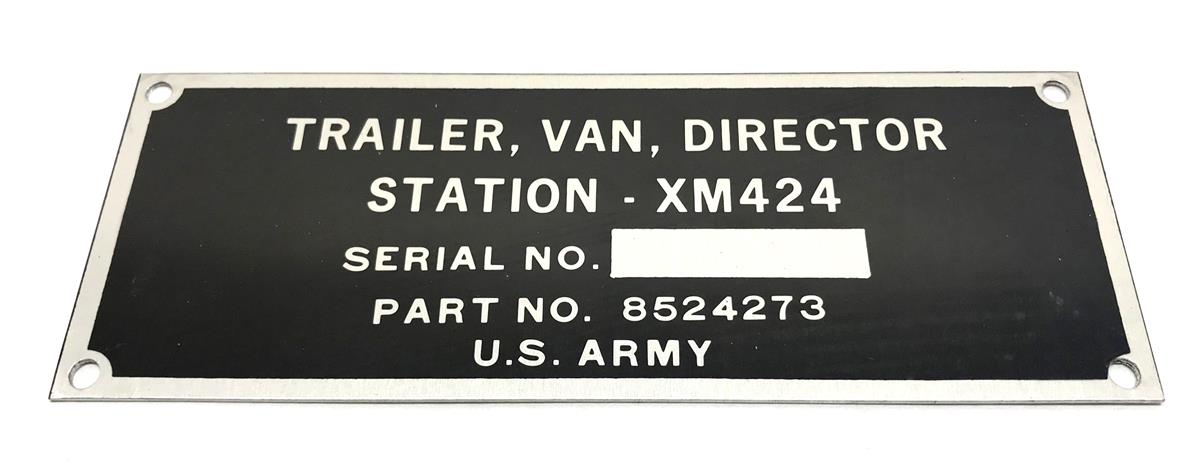 TRAILER, VAN, DIRECTOR
STATION - XM424
SERIAL NO.
PART NO. 8524273
U.S. ARMY